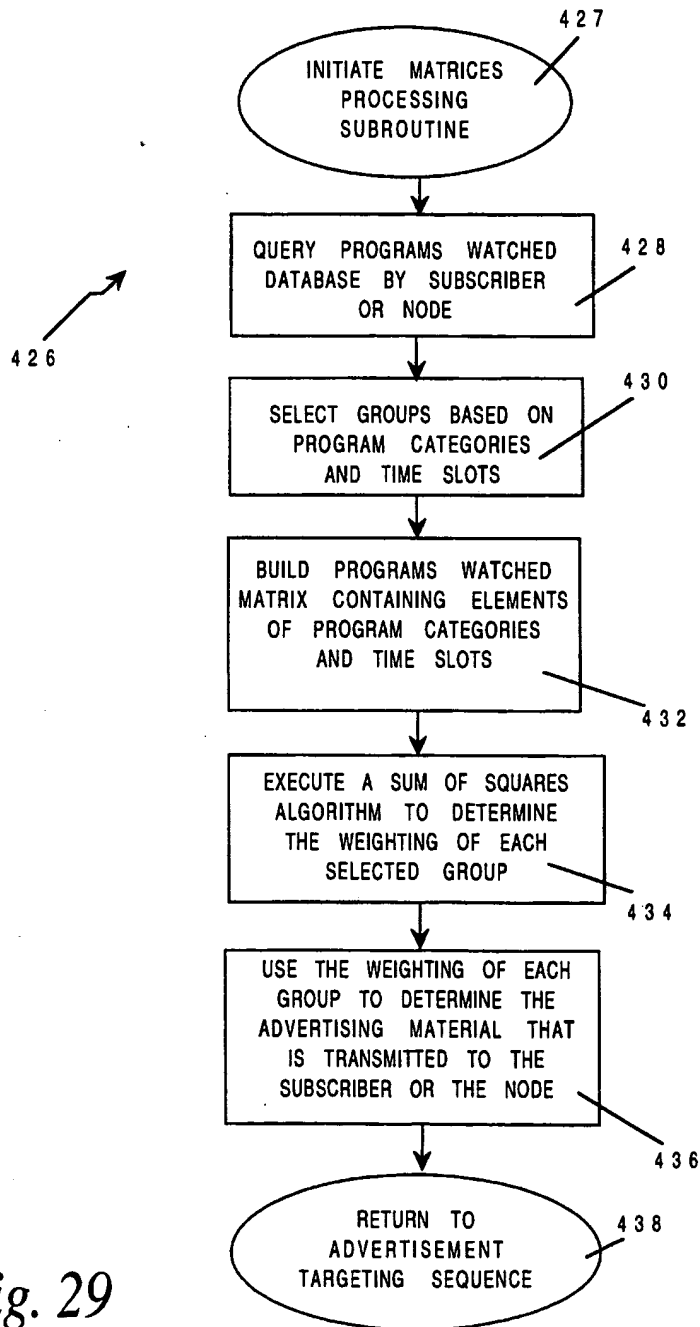 427
INITIATE MATRICES
PROCESSING
SUBROUTINE
QUERY PROGRAMS WATCHED
DATABASE BY SUBSCRIBER
OR NODE
428
426
SELECT GROUPS BASED ON
PROGRAM CATEGORIES
AND TIME SLOTS
430
BUILD PROGRAMS WATCHED
MATRIX CONTAINING ELEMENTS
OF PROGRAM CATEGORIES
AND TIME SLOTS
432
EXECUTE A SUM OF SQUARES
ALGORITHM TO DETERMINE
THE WEIGHTING OF EACH
SELECTED GROUP
434
USE THE WEIGHTING OF EACH
GROUP TO DETERMINE THE
ADVERTISING MATERIAL THAT
IS TRANSMITTED TO THE
SUBSCRIBER OR THE NODE
436
RETURN TO
ADVERTISEMENT
TARGETING SEQUENCE
438
ig. 29